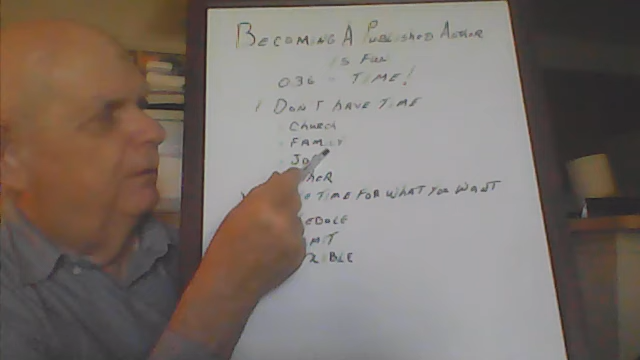 BECOMING A PUBLISHED AUTHOR
IS FUN
036 - TIME!
I DON'T HAVE TIME
CHURCH
FAMILY
TIME FOR WHAT YOU WANT